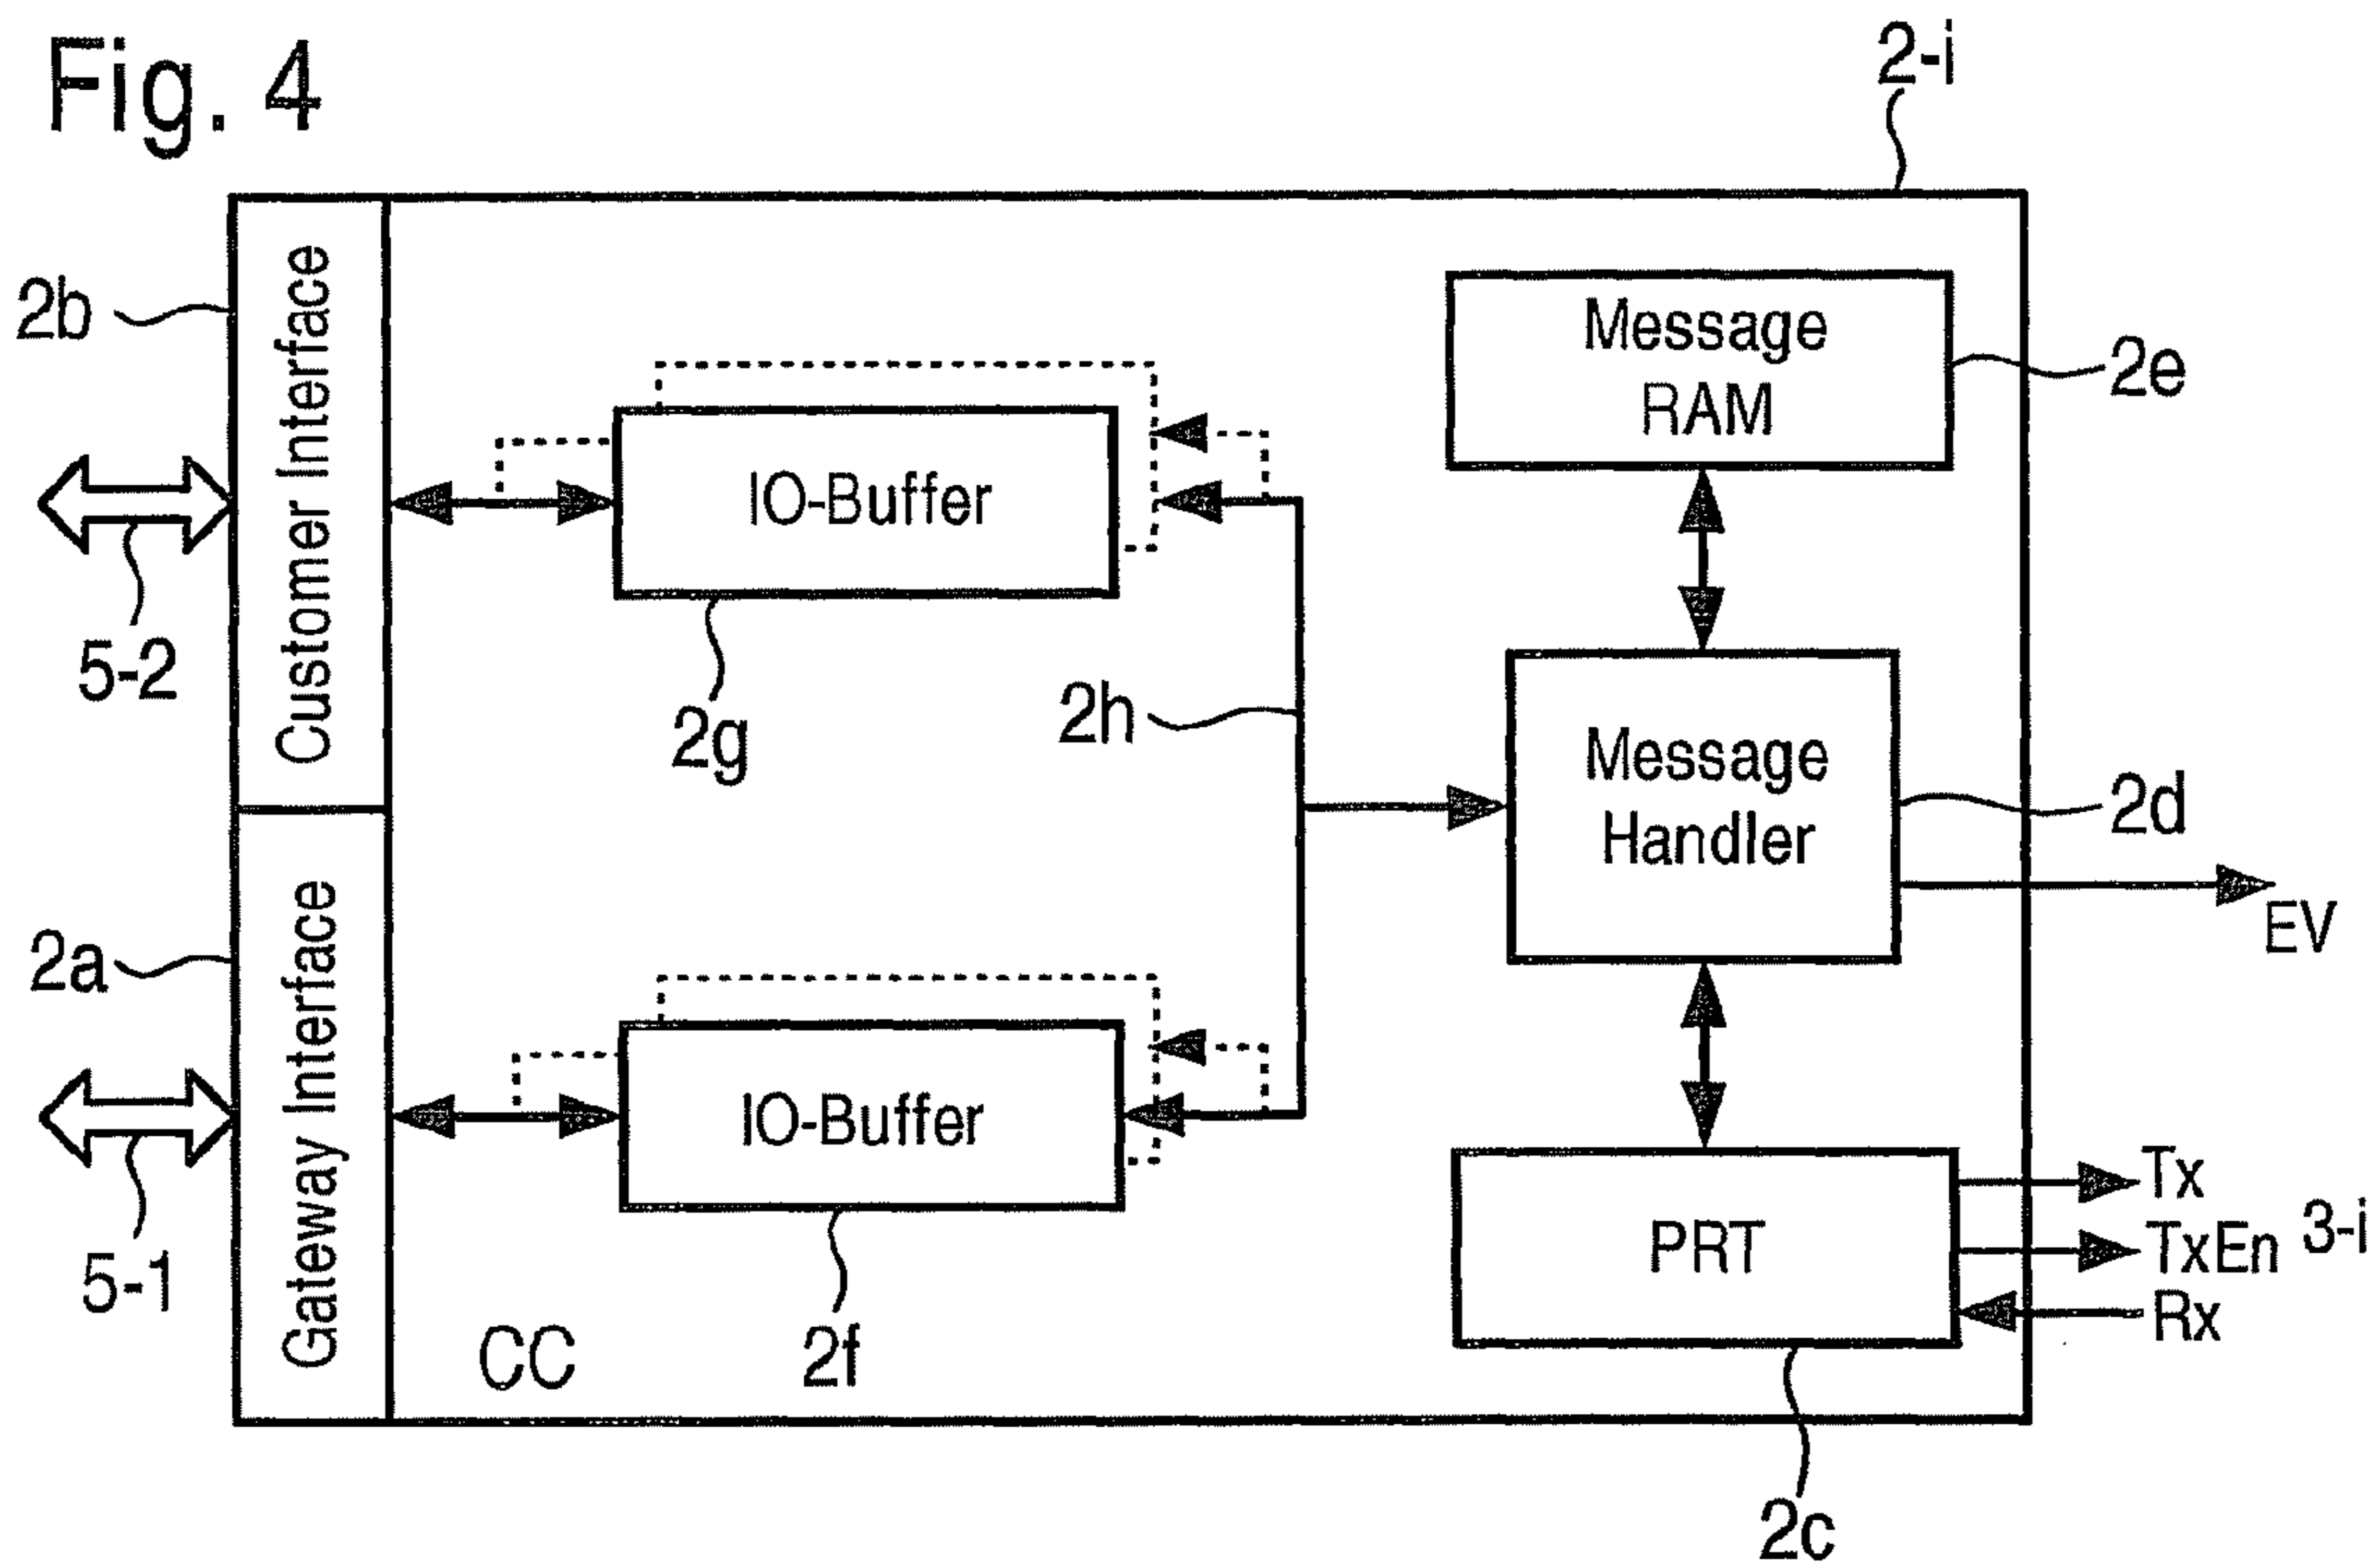 Fig. 4
2-i
2b
Customer Interface
Message
RAM
2e
IO-Buffer
5-2
2g
2h
Message
Handler
2d
EV
2a
Gateway Interface
IO-Buffer
5-1
CC
2f
PRT
Tx
TxEn
3-i
Rx
2c